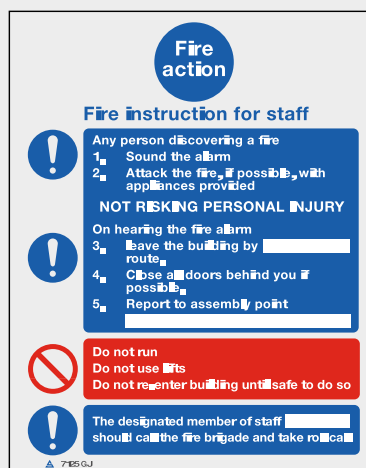 Fire
action
Fire instruction for staff
Any person discovering a fire
1. Sound the alarm
2. Attack the fire, if possible, with
appliances provided
NOT RISKING PERSONAL INJURY
On hearing the fire alarm
3. leave the building by
route.
4. Close all doors behind you if
possible.
5. Report to assembly point
Do not run
Do not use lifts
Do not re-enter building until safe to do so
The designated member of staff
should call the fire brigade and take roll call